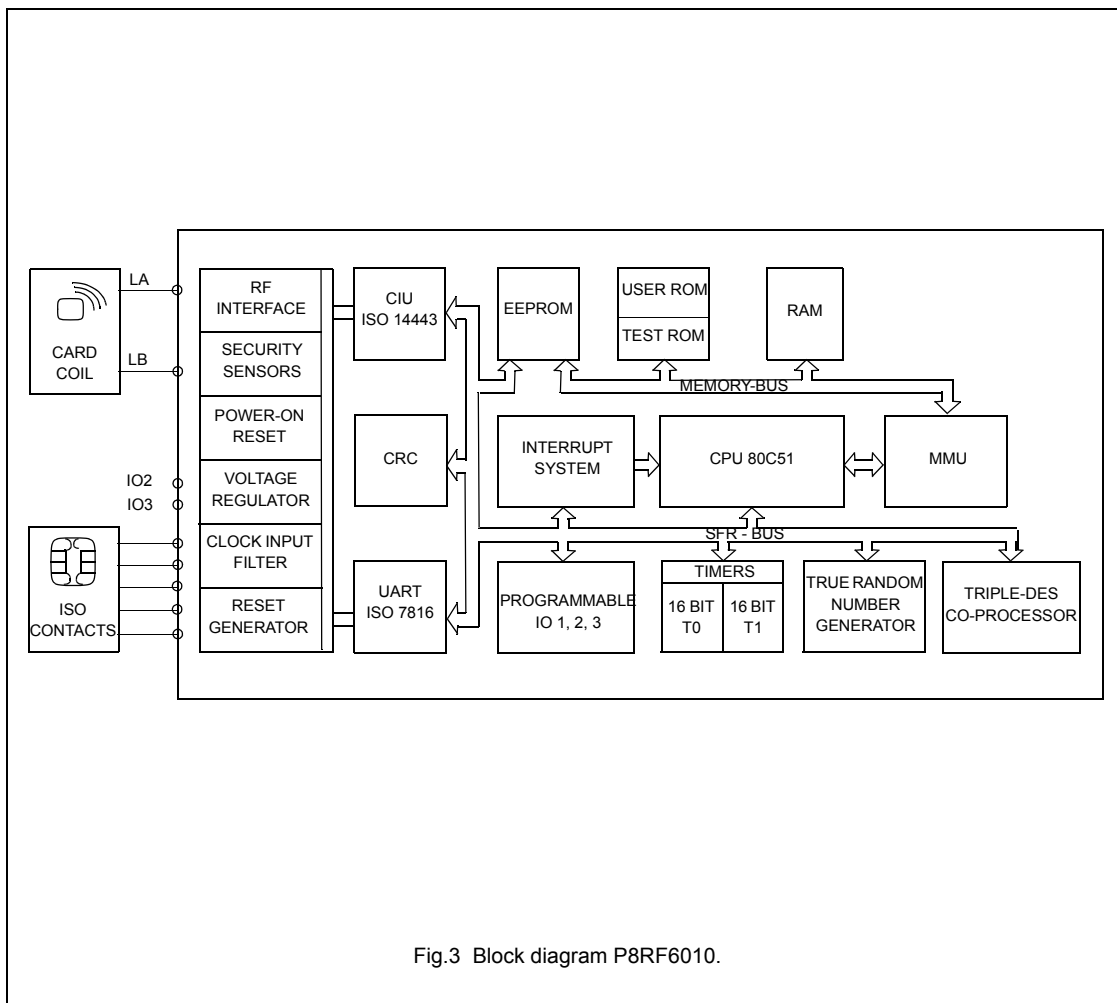 LA
LB
CARD
COIL
IO2
IO3
ISO
CONTACTS
RF
INTERFACE
SECURITY
SENSORS
POWER-ON
RESET
VOLTAGE
REGULATOR
CLOCK INPUT
FILTER
RESET
GENERATOR
CIU
ISO 14443
CRC
UART
ISO 7816
EEPROM
USER ROM
TEST ROM
RAM
MEMORY-BUS
INTERRUPT
SYSTEM
CPU 80C51
MMU
SFR - BUS
PROGRAMMABLE
IO 1, 2, 3
TIMERS
16 BIT
T0
16 BIT
T1
TRUE RANDOM
NUMBER
GENERATOR
TRIPLE-DES
CO-PROCESSOR
Fig.3 Block diagram P8RF6010.